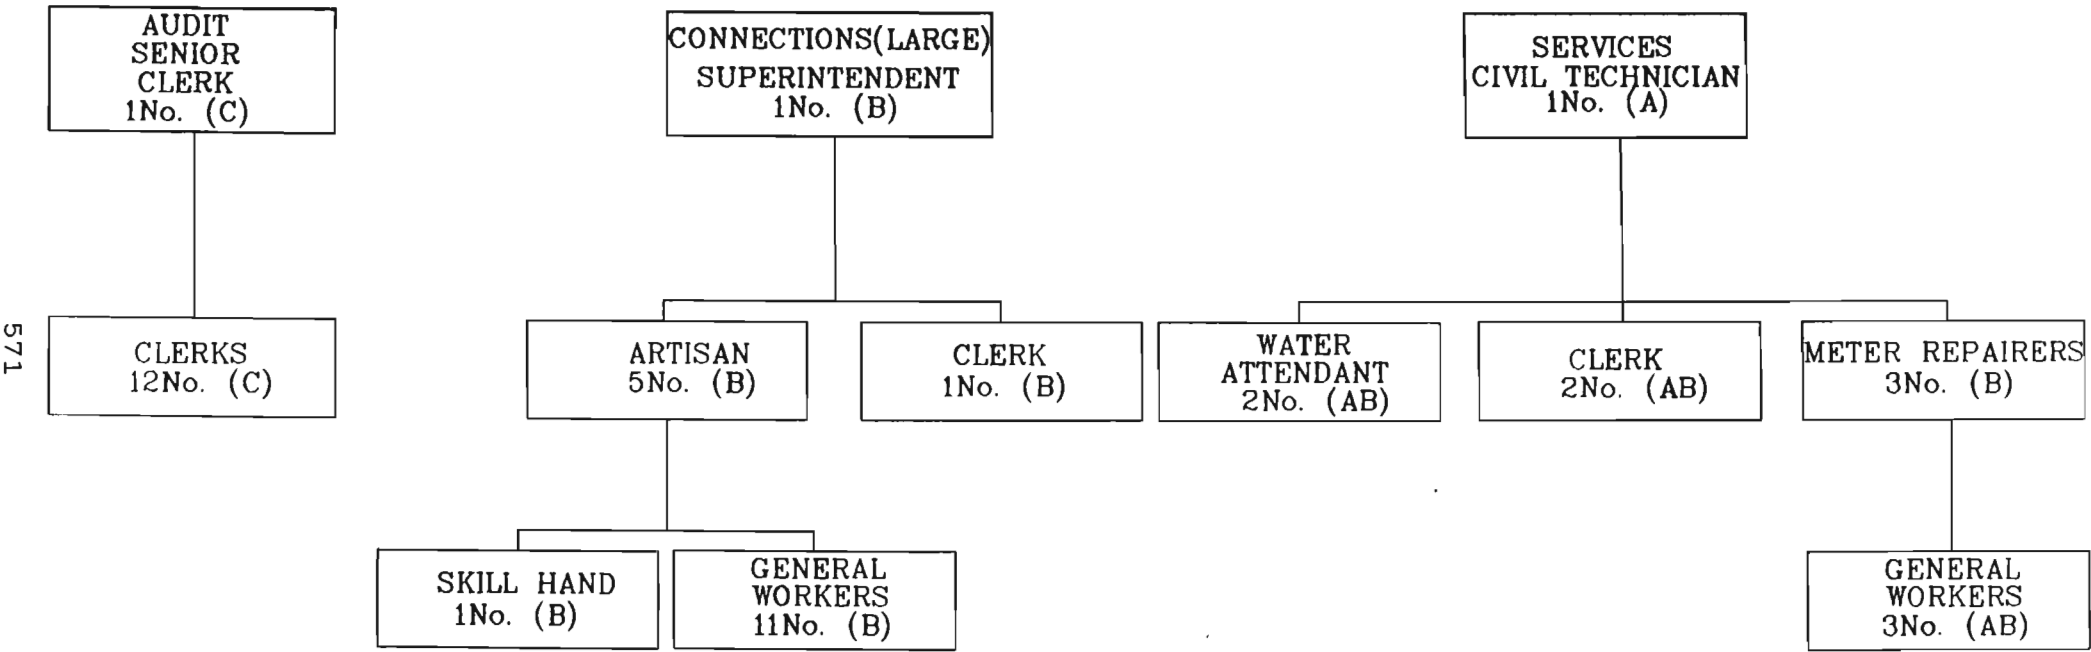 AUDIT
SENIOR
CLERK
1No. (C)
CONNECTIONS(LARGE)
SUPERINTENDENT
1No. (B)
SERVICES
CIVIL TECHNICIAN
1No. (A)
CLERKS
12No. (C)
ARTISAN
5No. (B)
CLERK
1No. (B)
WATER
ATTENDANT
2No. (AB)
CLERK
2No. (AB)
METER REPAIRERS
3No. (B)
SKILL HAND
1No. (B)
GENERAL
WORKERS
11No. (B)
GENERAL
WORKERS
3No. (AB)
571